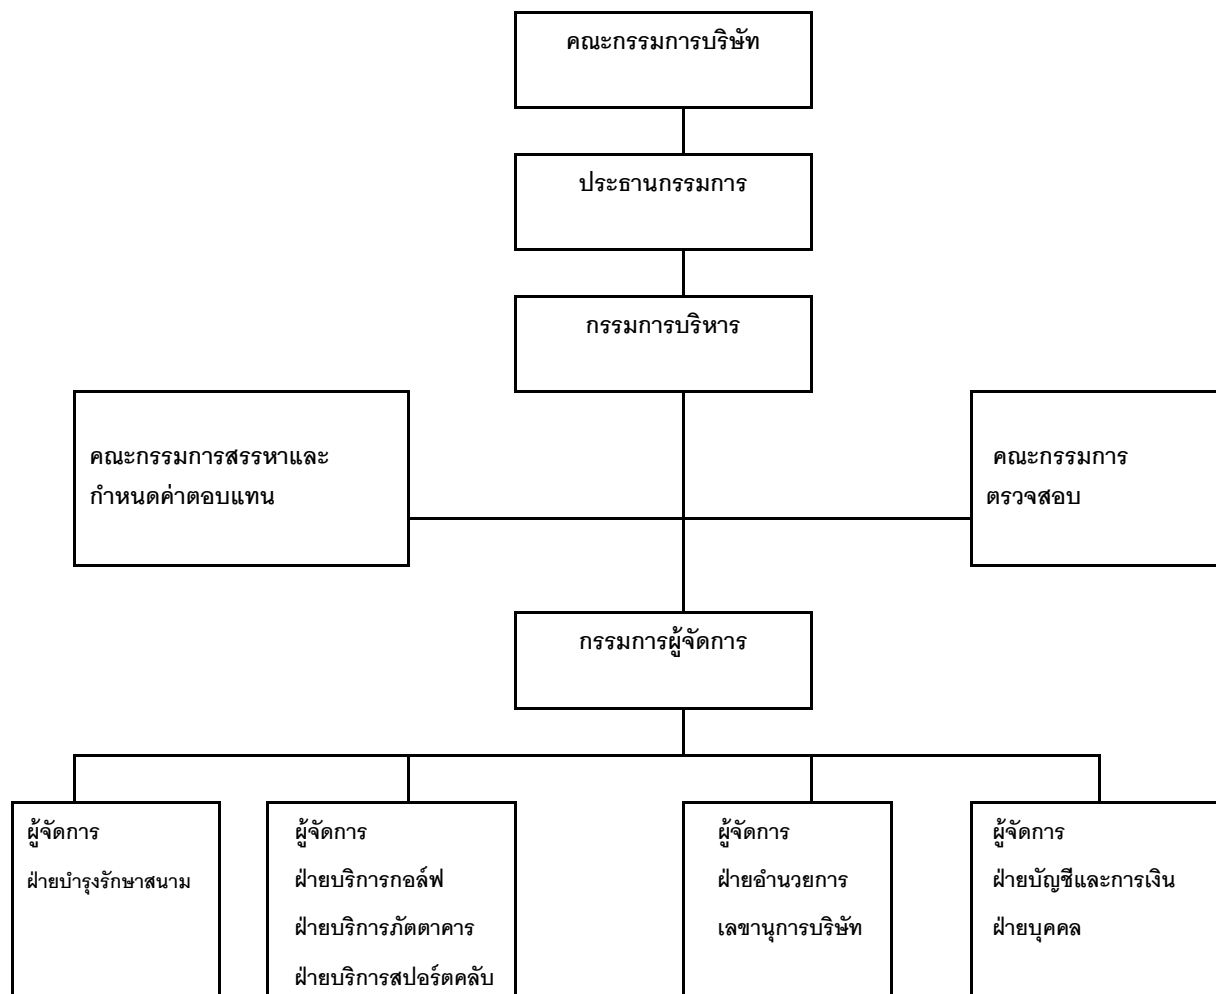 คณะกรรมการบริษัท
ประธานกรรมการ
กรรมการบริหาร
คณะกรรมการสรรหาและ
กำหนดค่าตอบแทน
คณะกรรมการ
ตรวจสอบ
กรรมการผู้จัดการ
ผู้จัดการ
ฝ่ายบำรุงรักษาสนาม
ผู้จัดการ
ฝ่ายบริการกอล์ฟ
ฝ่ายบริการภัตตาคาร
ฝ่ายบริการสปอร์ตคลับ
ผู้จัดการ
ฝ่ายอำนวยการ
เลขานุการบริษัท
ผู้จัดการ
ฝ่ายบัญชีและการเงิน
ฝ่ายบุคคล